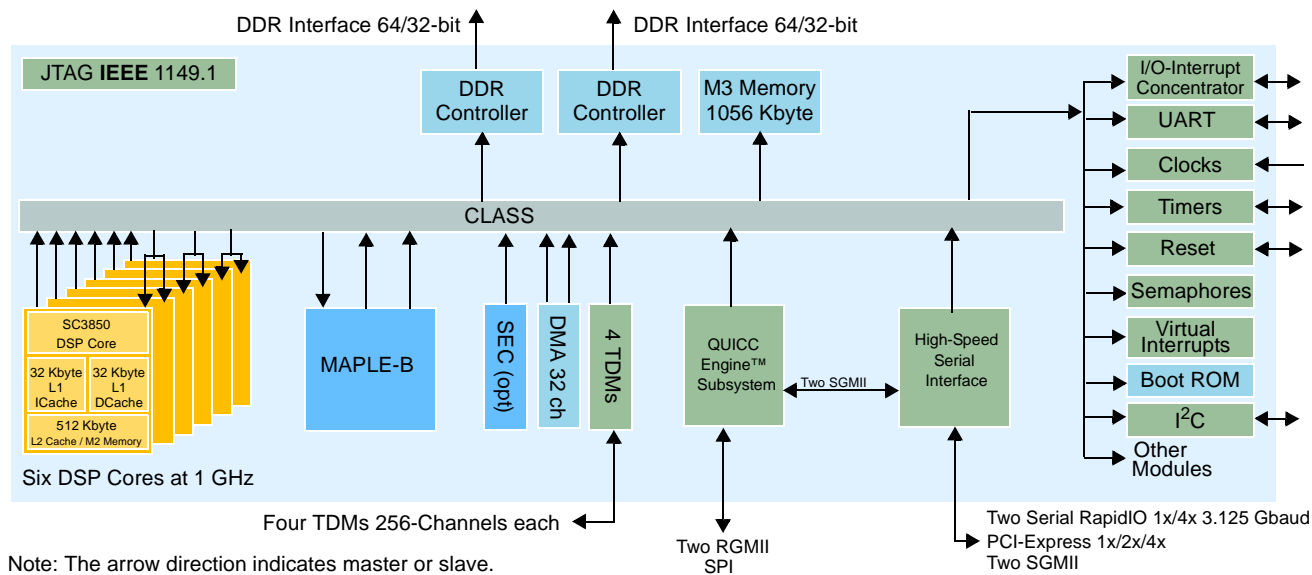 DDR Interface 64/32-bit
DDR Interface 64/32-bit
JTAG IEEE 1149.1
DDR
Controller
DDR
Controller
M3 Memory
1056 Kbyte
I/O-Interrupt
Concentrator
UART
Clocks
Timers
Reset
Semaphores
Virtual
Interrupts
Boot ROM
I²C
Other
Modules
CLASS
SC3850
DSP Core
32 Kbyte
L1
ICache
32 Kbyte
L1
DCache
512 Kbyte
L2 Cache / M2 Memory
Six DSP Cores at 1 GHz
MAPLE-B
SEC (opt)
DMA 32 ch
4 TDMs
QUICC
Engine™
Subsystem
Two SGMII
High-Speed
Serial
Interface
Four TDMs 256-Channels each
Two RGMII
SPI
Two Serial RapidIO 1x/4x 3.125 Gbaud
PCI-Express 1x/2x/4x
Two SGMII
Note: The arrow direction indicates master or slave.